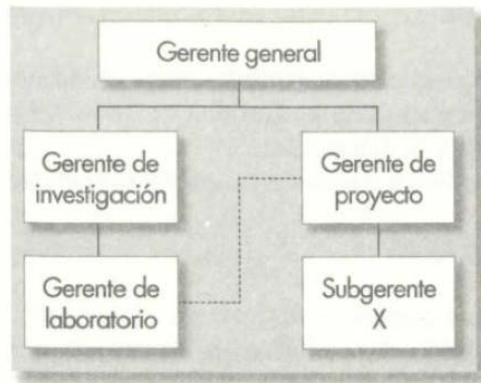 Gerente general
Gerente de
investigación
Gerente de
proyecto
Gerente de
laboratorio
Subgerente
X